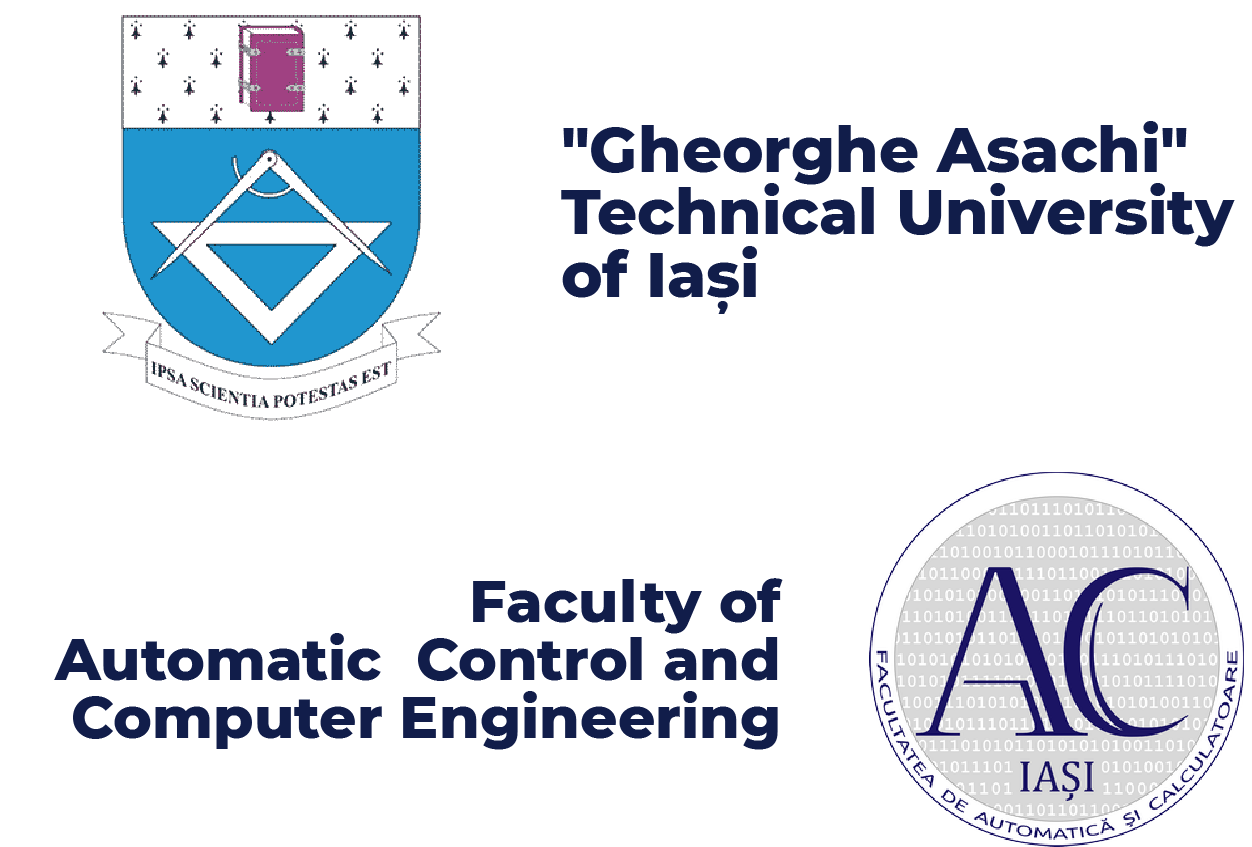 IPSA SCIENTIA POTESTAS EST
"Gheorghe Asachi"
Technical University
of Iași
Faculty of
Automatic Control and
Computer Engineering
AC
IAȘI
FACULTATEA DE AUTOMATICĂ ȘI CALCULATOARE